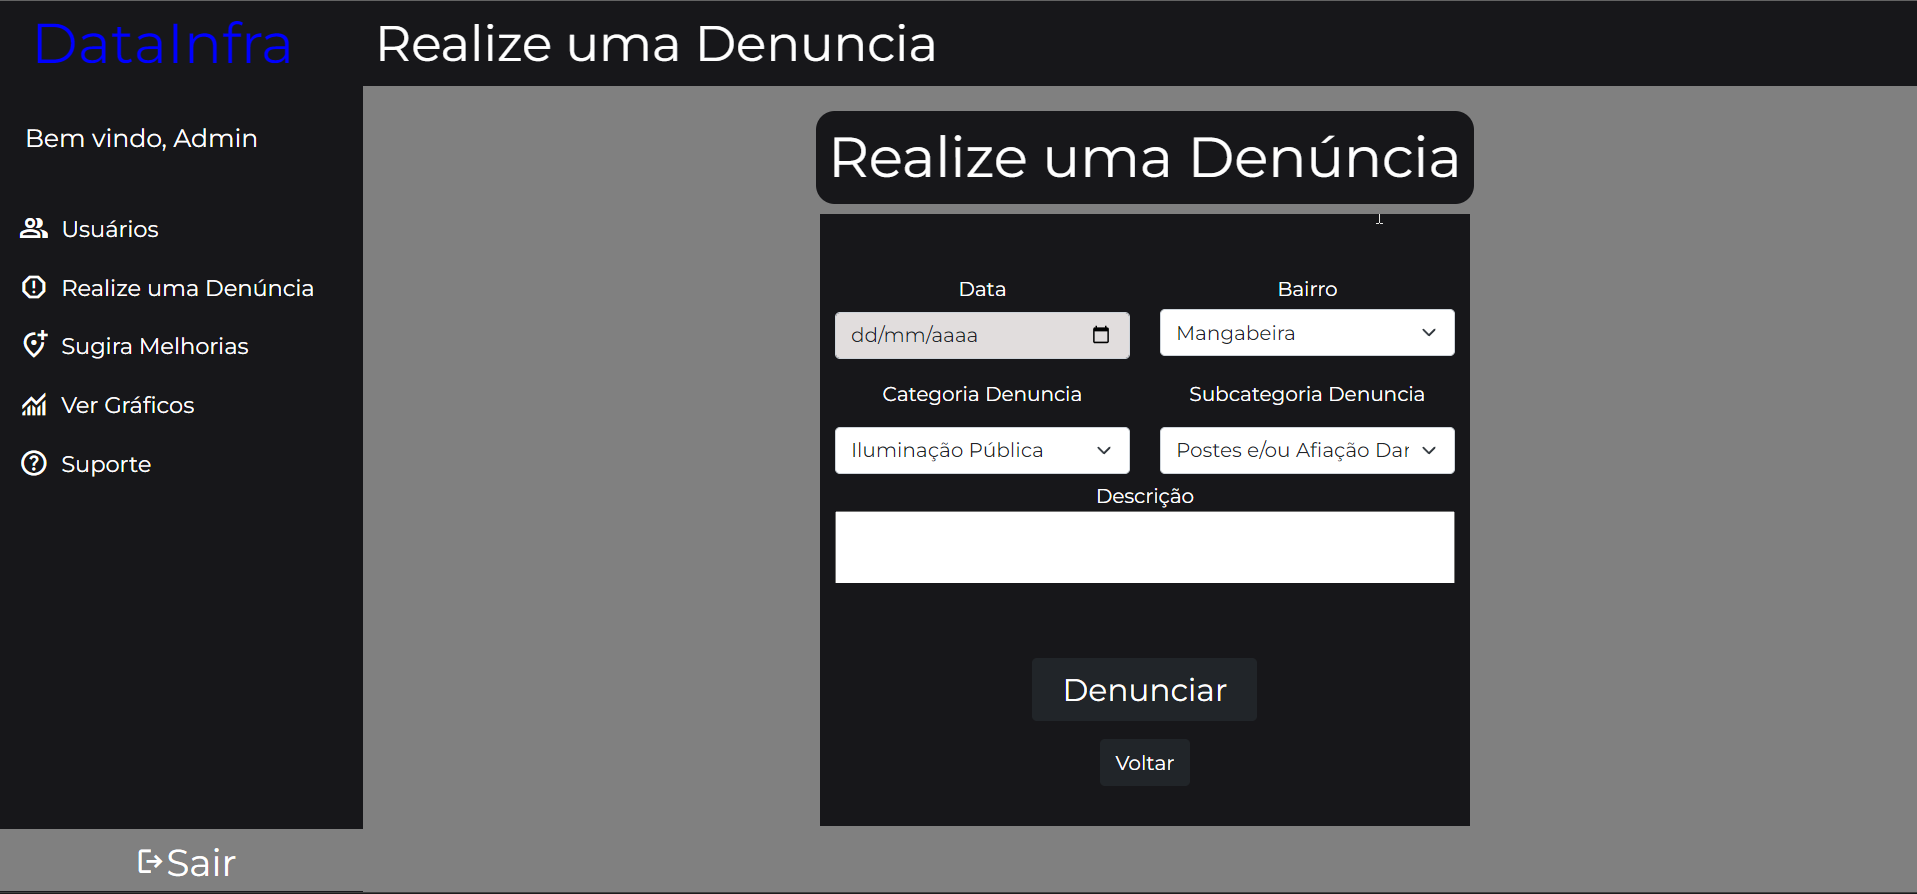 DataInfra
Realize uma Denuncia
Bem vindo, Admin
Usuários
Realize uma Denúncia
Sugira Melhorias
Ver Gráficos
Suporte
Sair
Realize uma Denúncia
Data
Bairro
dd/mm/aaaa
Mangabeira
Categoria Denuncia
Subcategoria Denuncia
Iluminação Pública
Postes e/ou Afiação Dar
Descrição
Denunciar
Voltar